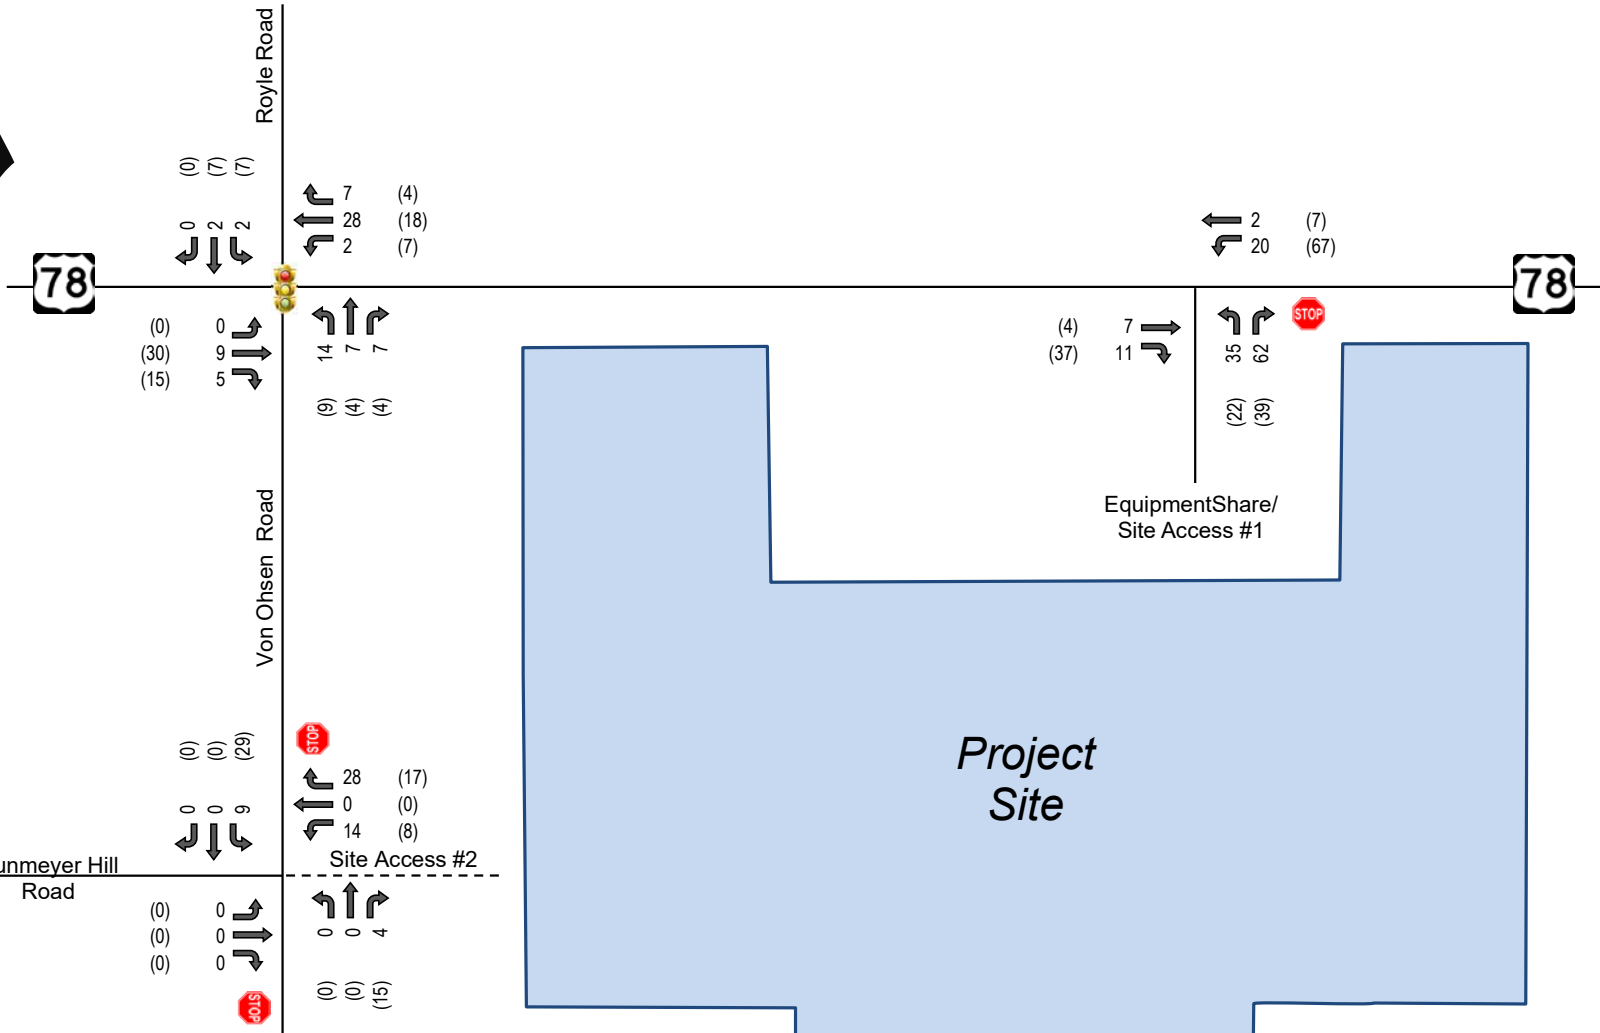 Royle Road
(0) (7) (7)
0 2 2
7 (4)
28 (18)
2 (7)
2 (7)
20 (67)
78
78
(0) 0
(30) 9
(15) 5
14 7 7
(9) (4) (4)
(4) 7
(37) 11
35 62
(22) (39)
STOP
EquipmentShare/
Site Access #1
Von Ohsen Road
Project
Site
(0) (0) (29)
0 0 9
STOP
28 (17)
0 (0)
14 (8)
Site Access #2
unmeyer Hill
Road
(0) 0
(0) 0
(0) 0
0 0 4
(0) (0) (15)
STOP